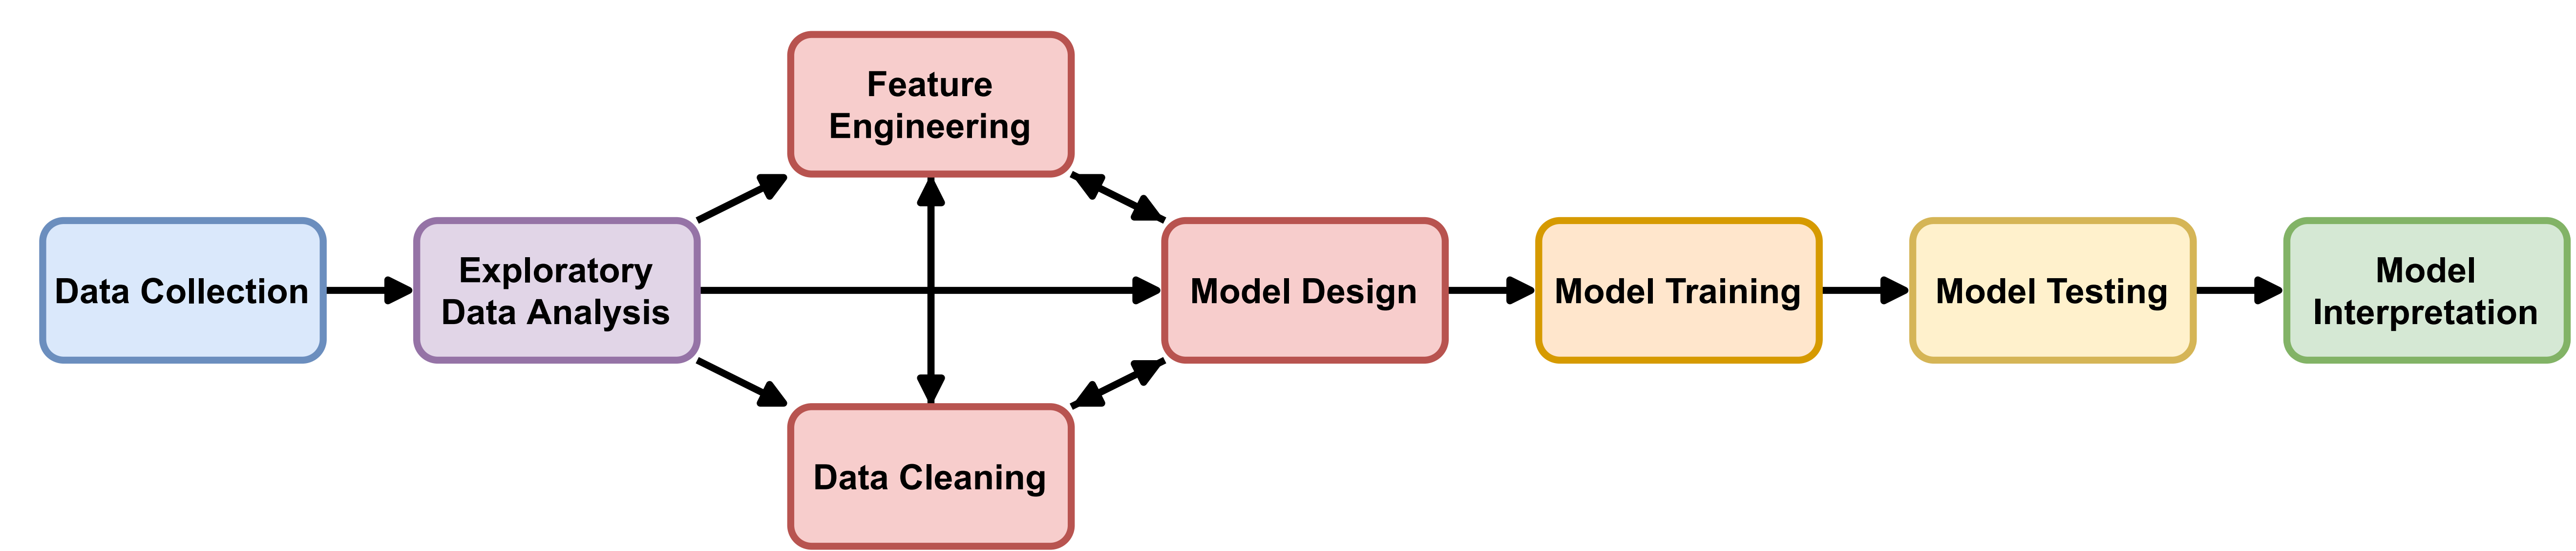 Feature
Engineering
Data Collection
Exploratory
Data Analysis
Model Design
Model Training
Model Testing
Model
Interpretation
Data Cleaning